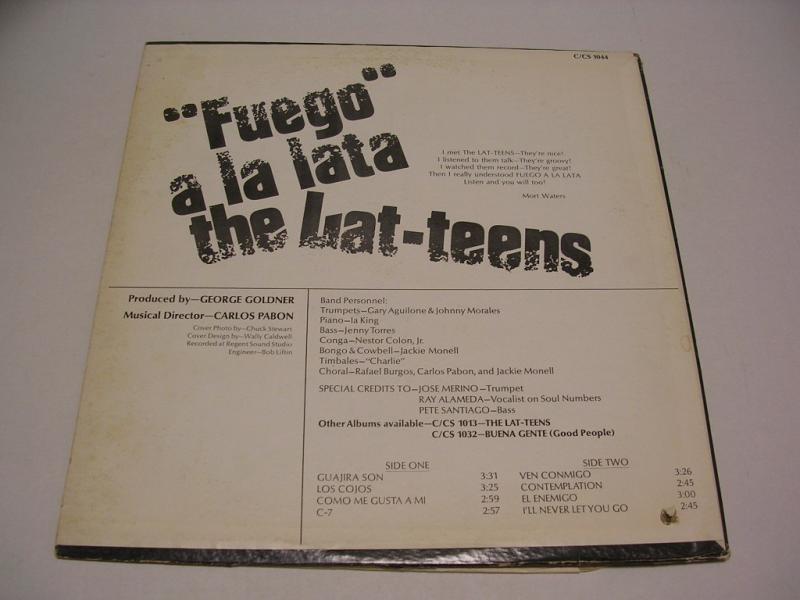 C/CS 1044
"Fuego"
a la lata
the Lat-teens
I met The LAT-TEENS—They're nice!
I listened to them talk—They're groovy!
I watched them record—They're great!
Then I really understood FUEGO A LA LATA
Listen and you will too!
Mort Waters
Produced by—GEORGE GOLDNER
Musical Director—CARLOS PABON
Cover Photo by—Chuck Stewart
Cover Design by—Wally Caldwell
Recorded at Regent Sound Studio
Engineer—Bob Liftin
Band Personnel:
Trumpets—Gary Aguilone & Johnny Morales
Piano—Ia King
Bass—Jenny Torres
Conga—Nestor Colon, Jr.
Bongo & Cowbell—Jackie Monell
Timbales—"Charlie"
Choral—Rafael Burgos, Carlos Pabon, and Jackie Monell
SPECIAL CREDITS TO—JOSE MERINO—Trumpet
RAY ALAMEDA—Vocalist on Soul Numbers
PETE SANTIAGO—Bass
Other Albums available—C/CS 1013—THE LAT-TEENS
C/CS 1032—BUENA GENTE (Good People)
SIDE ONE
GUAJIRA SON 3:31
LOS COJOS 3:25
COMO ME GUSTA A MI 2:59
C-7 2:57
SIDE TWO
VEN CONMIGO 3:26
CONTEMPLATION 2:45
EL ENEMIGO 3:00
I'LL NEVER LET YOU GO 2:45